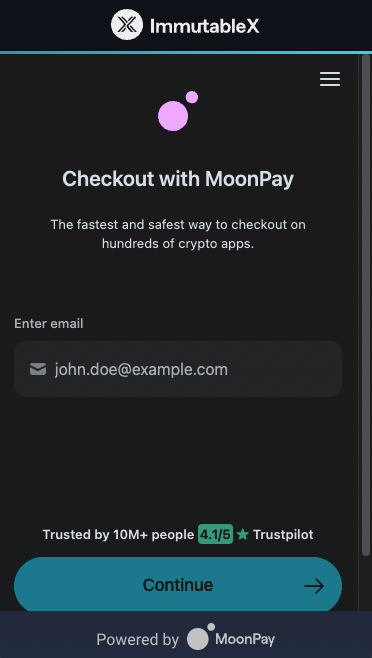 ImmutableX
Checkout with MoonPay
The fastest and safest way to checkout on
hundreds of crypto apps.
Enter email
john.doe@example.com
Trusted by 10M+ people 4.1/5 ★ Trustpilot
Continue
Powered by MoonPay